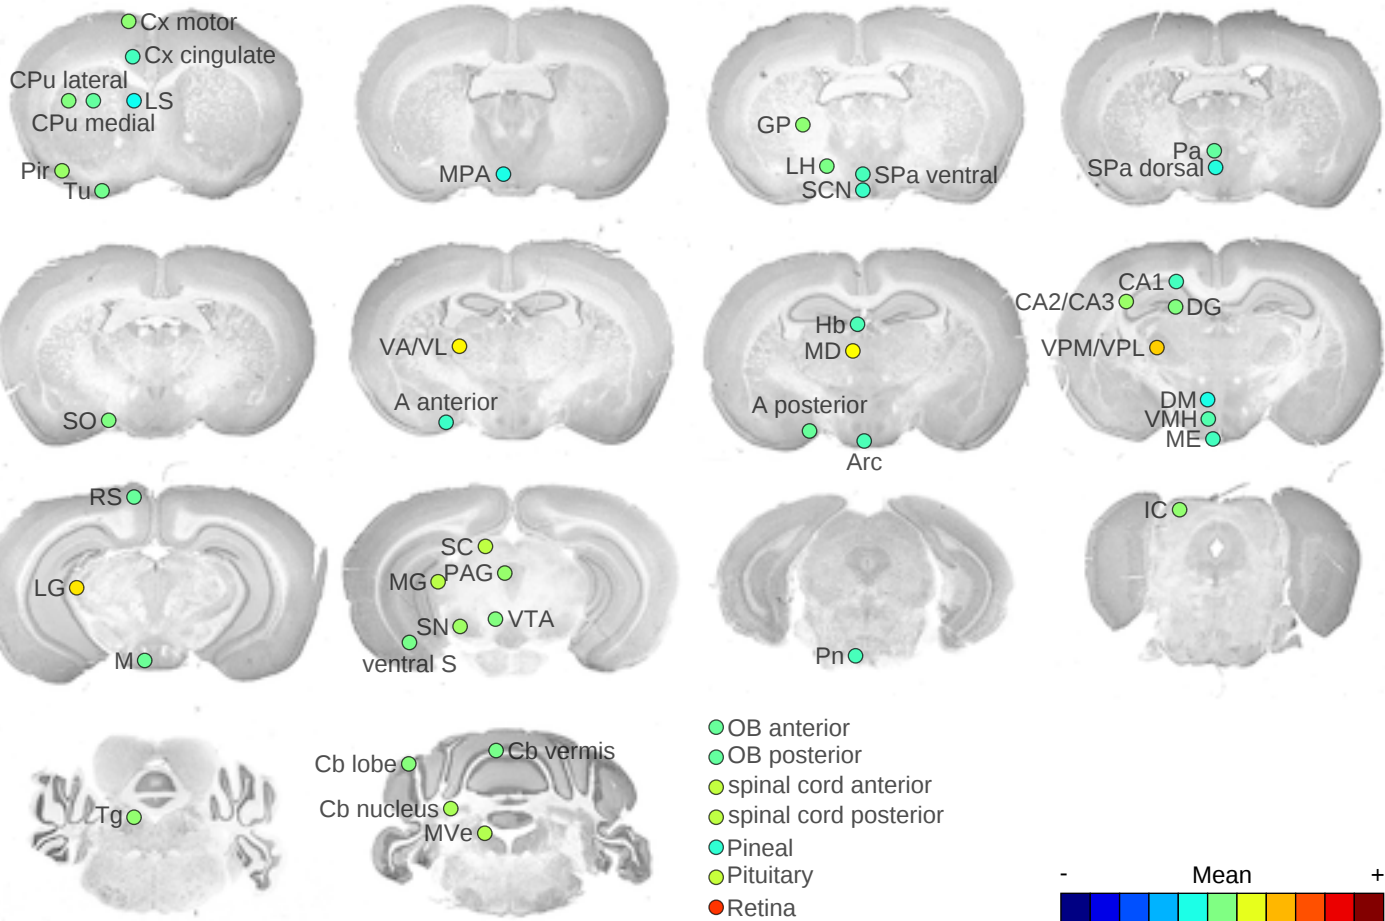 Cx motor
Cx cingulate
CPu lateral
LS
CPu medial
Pir
Tu
MPA
GP
LH
SPa ventral
SCN
Pa
SPa dorsal
SO
VA/VL
A anterior
Hb
MD
A posterior
Arc
CA1
CA2/CA3
DG
VPM/VPL
DM
VMH
ME
RS
LG
M
SC
MG
PAG
SN
VTA
ventral S
Pn
IC
Tg
Cb lobe
Cb vermis
Cb nucleus
MVe
OB anterior
OB posterior
spinal cord anterior
spinal cord posterior
Pineal
Pituitary
Retina
- Mean +